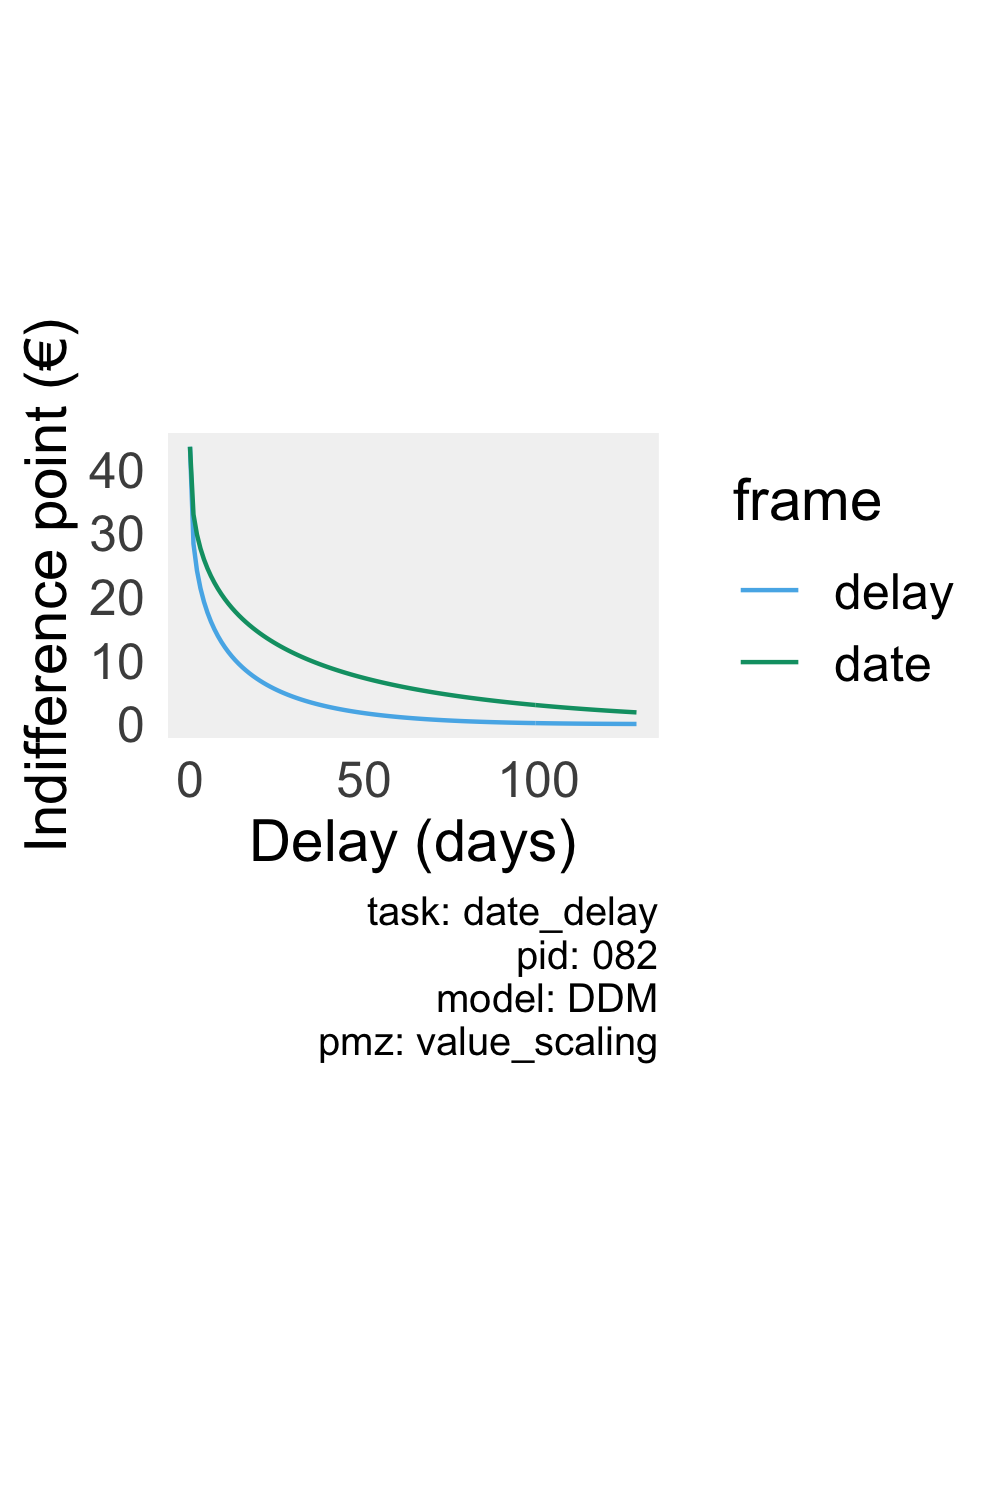 Indifference point (€)
40
30
20
10
0
0 50 100
Delay (days)
frame
delay
date
task: date_delay
pid: 082
model: DDM
pmz: value_scaling